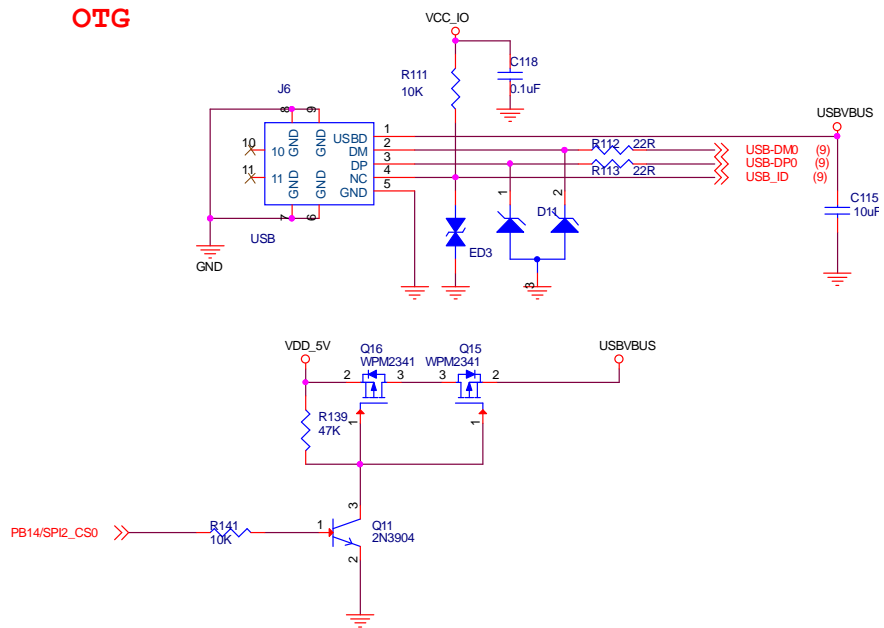 OTG
VCC_IO
R111
10K
C118
0.1uF
J6
USBVBUS
8 9
GND GND
USBD 1
10 10 DM 2 R112 22R USB-DM0 (9)
DP 3 R113 22R USB-DP0 (9)
11 11 NC 4 USB_ID (9)
GND GND GND 5
7 6
1 2
C115
10uF
D11
USB
ED3
GND
3
VDD_5V
Q16
WPM2341
Q15
WPM2341
USBVBUS
2 3 3 2
R139
47K
1 1
3
PB14/SPI2_CS0
R141
10K
1
Q11
2N3904
2